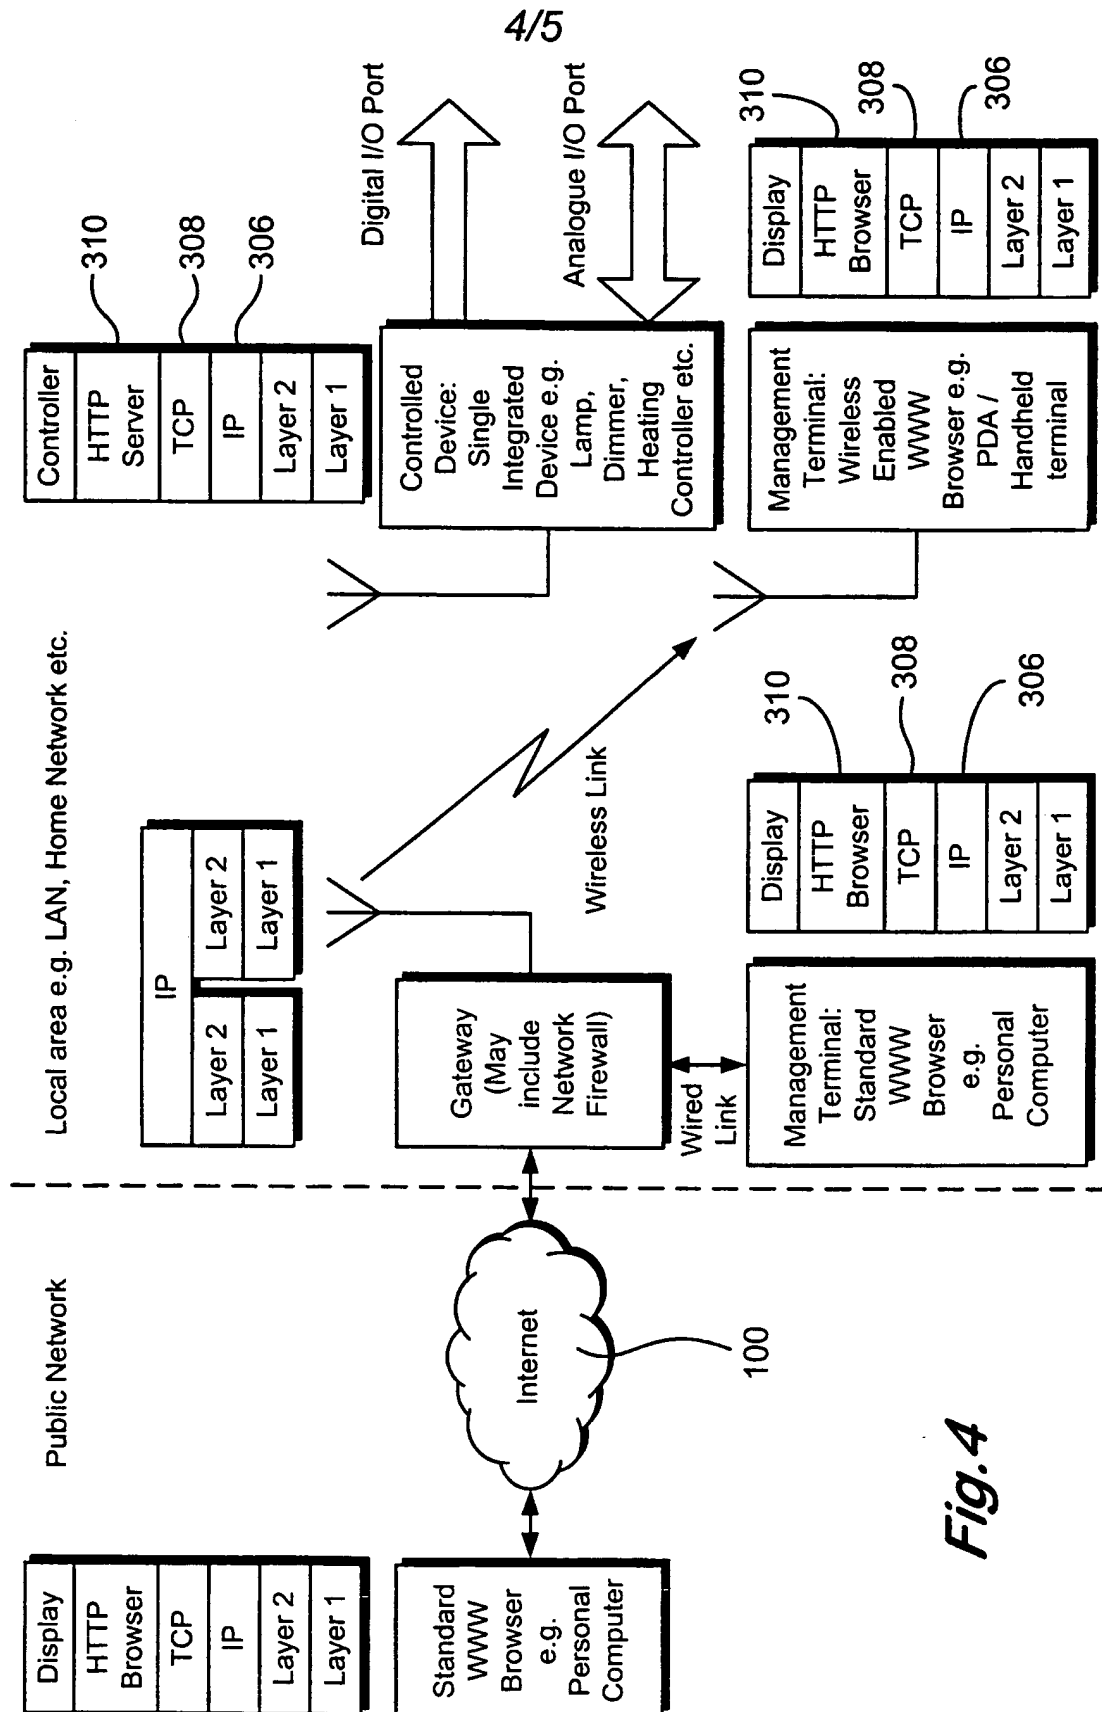 4/5
Public Network
Local area e.g. LAN, Home Network etc.
Display
HTTP
Browser
TCP
IP
Layer 2
Layer 1
Standard
WWW
Browser
e.g.
Personal
Computer
Internet
100
IP
Layer 2
Layer 2
Layer 1
Layer 1
Gateway
(May
include
Network
Firewall)
Wired
Link
Wireless Link
Management
Terminal:
Standard
WWW
Browser
e.g.
Personal
Computer
Display
HTTP
Browser
TCP
IP
Layer 2
Layer 1
310
308
306
Controller
HTTP
Server
TCP
IP
Layer 2
Layer 1
310
308
306
Controlled
Device:
Single
Integrated
Device e.g.
Lamp,
Dimmer,
Heating
Controller etc.
Digital I/O Port
Analogue I/O Port
Management
Terminal:
Wireless
Enabled
WWW
Browser e.g.
PDA /
Handheld
terminal
Display
HTTP
Browser
TCP
IP
Layer 2
Layer 1
310
308
306
Fig.4